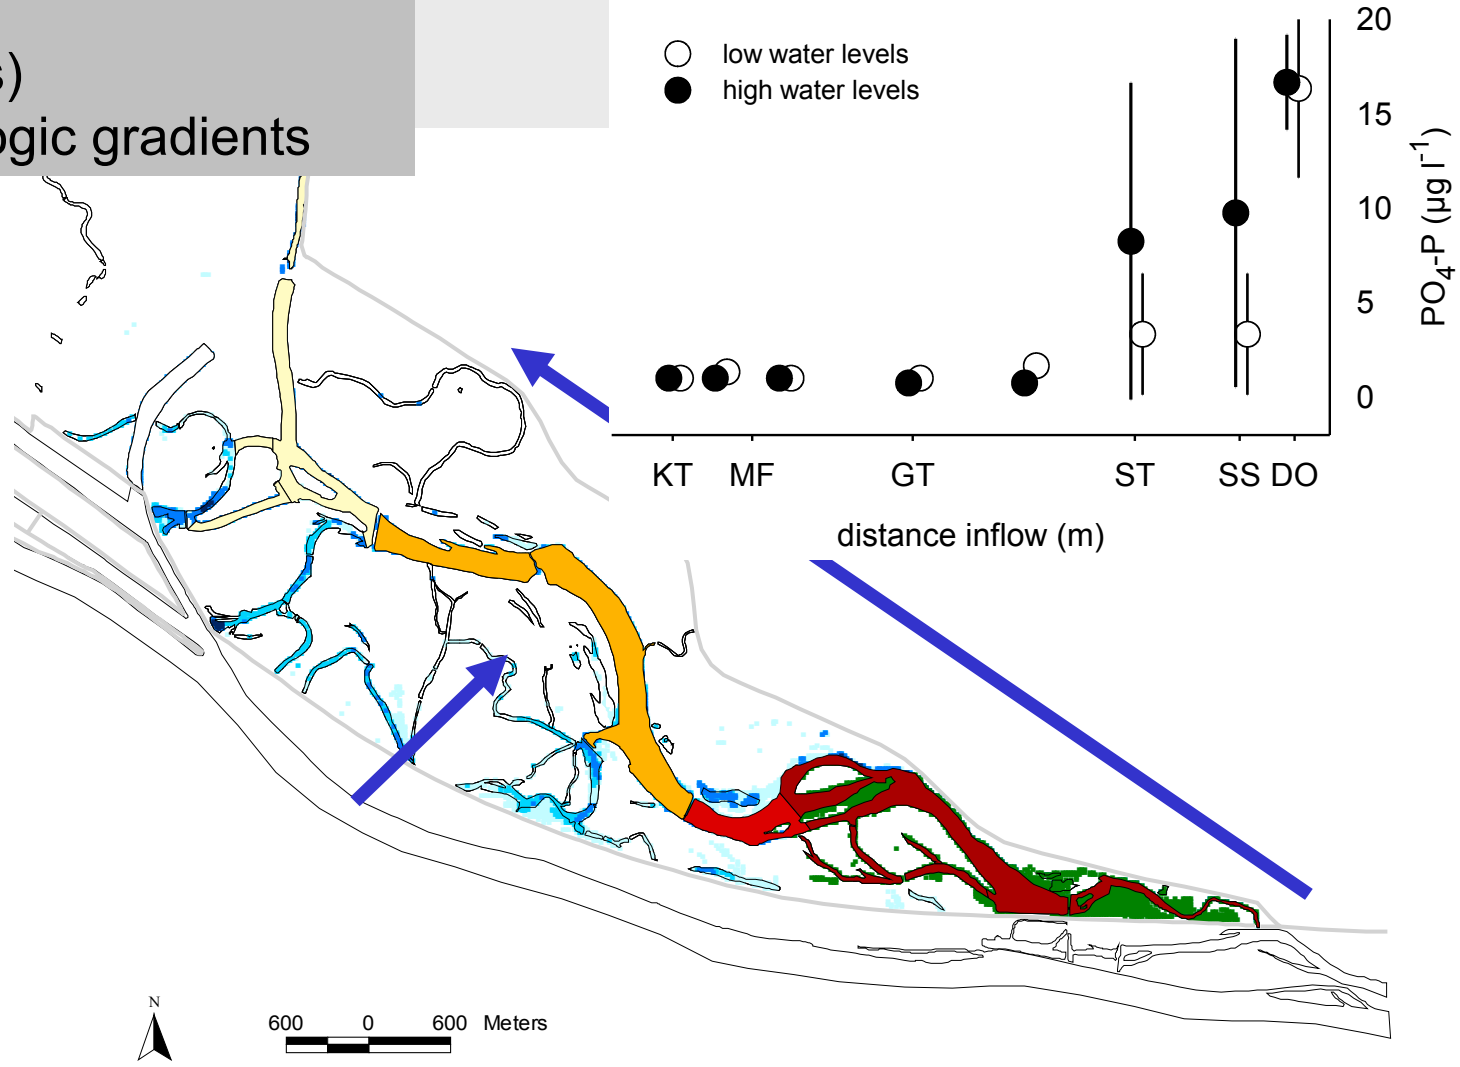 s)
ogic gradients
low water levels
high water levels
20
15
10
5
0
PO4-P (µg l-1)
KT MF GT ST SS DO
distance inflow (m)
N
600 0 600 Meters